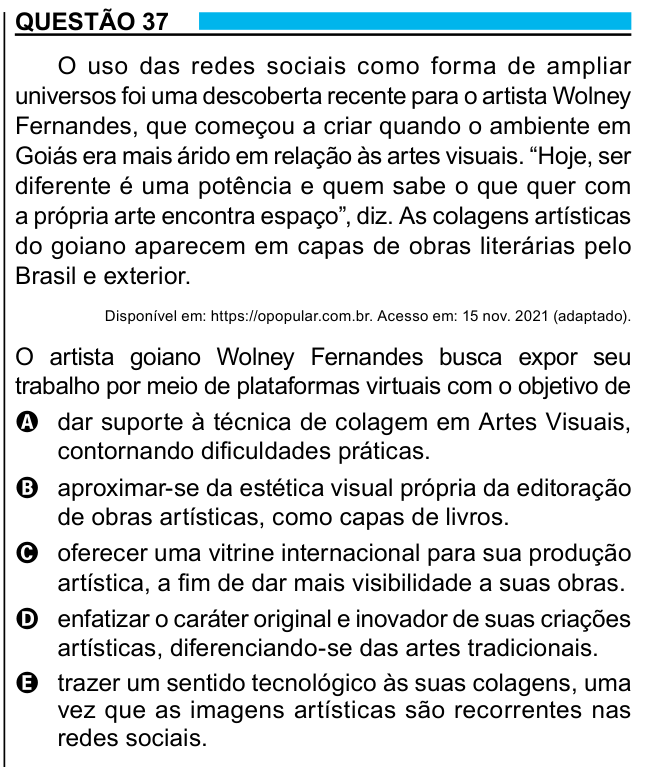 QUESTÃO 37
O uso das redes sociais como forma de ampliar
universos foi uma descoberta recente para o artista Wolney
Fernandes, que começou a criar quando o ambiente em
Goiás era mais árido em relação às artes visuais. “Hoje, ser
diferente é uma potência e quem sabe o que quer com
a própria arte encontra espaço”, diz. As colagens artísticas
do goiano aparecem em capas de obras literárias pelo
Brasil e exterior.
Disponível em: https://opopular.com.br. Acesso em: 15 nov. 2021 (adaptado).
O artista goiano Wolney Fernandes busca expor seu
trabalho por meio de plataformas virtuais com o objetivo de
A dar suporte à técnica de colagem em Artes Visuais,
contornando dificuldades práticas.
B aproximar-se da estética visual própria da editoração
de obras artísticas, como capas de livros.
C oferecer uma vitrine internacional para sua produção
artística, a fim de dar mais visibilidade a suas obras.
D enfatizar o caráter original e inovador de suas criações
artísticas, diferenciando-se das artes tradicionais.
E trazer um sentido tecnológico às suas colagens, uma
vez que as imagens artísticas são recorrentes nas
redes sociais.